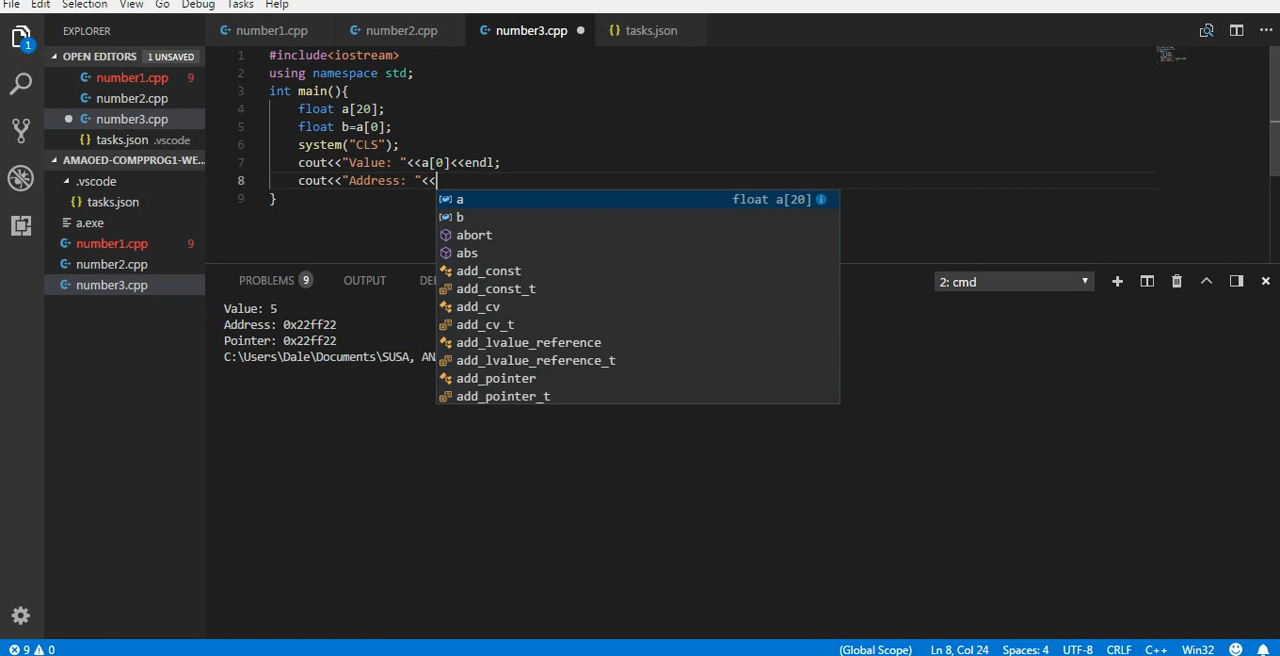 File Edit Selection View Go Debug Tasks Help
1
EXPLORER
OPEN EDITORS 1 UNSAVED
number1.cpp 9
number2.cpp
number3.cpp
tasks.json .vscode
AMAOED-COMPPROG1-WE...
.vscode
tasks.json
a.exe
number1.cpp 9
number2.cpp
number3.cpp
number1.cpp number2.cpp number3.cpp tasks.json
1 #include<iostream>
2 using namespace std;
3 int main(){
4 float a[20];
5 float b=a[0];
6 system("CLS");
7 cout<<"Value: "<<a[0]<<endl;
8 cout<<"Address: "<<
9 }
a float a[20]
b
abort
abs
add_const
add_const_t
add_cv
add_cv_t
add_lvalue_reference
add_lvalue_reference_t
add_pointer
add_pointer_t
PROBLEMS 9 OUTPUT DE 2: cmd
Value: 5
Address: 0x22ff22
Pointer: 0x22ff22
C:\Users\Dale\Documents\SUSA, AN
9 0 (Global Scope) Ln 8, Col 24 Spaces: 4 UTF-8 CRLF C++ Win32